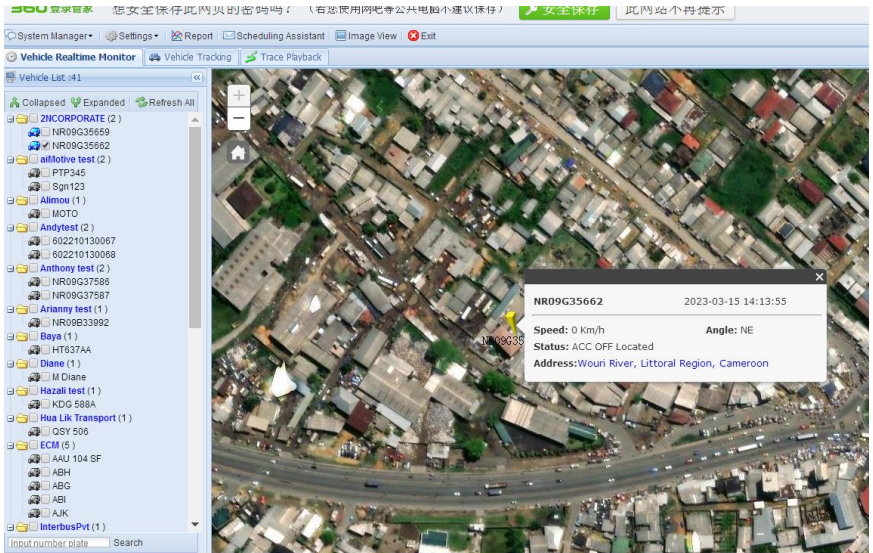 360 登录管家 想安全保存此网页的密码吗？ （若您使用网吧等公共电脑不建议保存） 安全保存 此网站不再提示
System Manager Settings Report Scheduling Assistant Image View Exit
Vehicle Realtime Monitor Vehicle Tracking Trace Playback
Vehicle List :41
Collapsed Expanded Refresh All
2NCORPORATE (2 )
NR09G35659
NR09G35662
aiMotive test (2 )
PTP345
Sgn123
Alimou (1 )
MOTO
Andytest (2 )
602210130067
602210130068
Anthony test (2 )
NR09G37586
NR09G37587
Arianny test (1 )
NR09B33992
Baya (1 )
HT637AA
Diane (1 )
M Diane
Hazali test (1 )
KDG 588A
Hua Lik Transport (1 )
QSY 506
ECM (5 )
AAU 104 SF
ABH
ABG
ABI
AJK
InterbusPvt (1 )
Input number plate Search
NR09G35
NR09G35662 2023-03-15 14:13:55
Speed: 0 Km/h Angle: NE
Status: ACC OFF Located
Address:Wouri River, Littoral Region, Cameroon